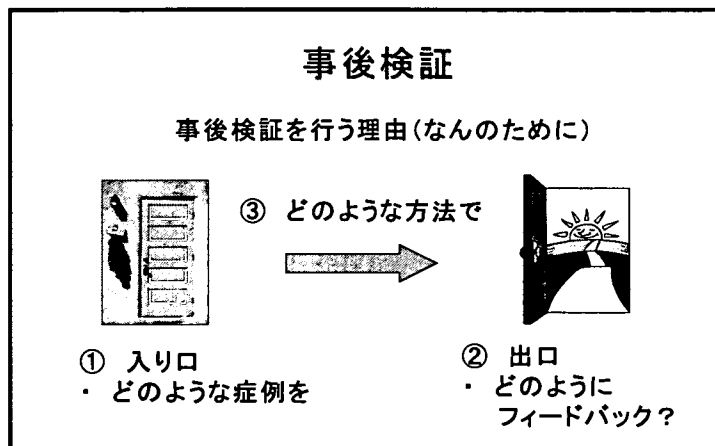 事後検証
事後検証を行う理由(なんのために)
③ どのような方法で
① 入り口
・ どのような症例を
② 出口
・ どのように
フィードバック?